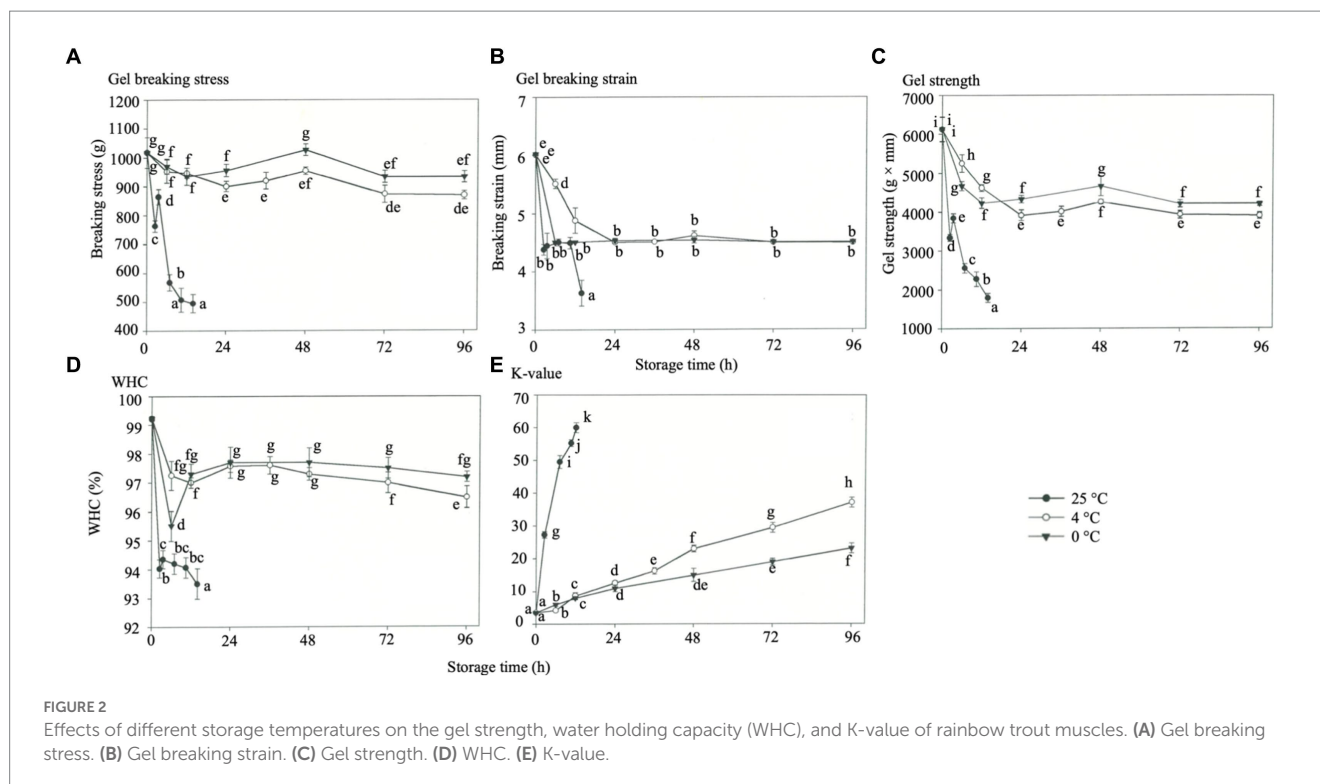 A
Gel breaking stress
1200
1100
1000
900
800
700
600
500
400
Breaking stress (g)
0 24 48 72 96
g
g
g
f
f
f
f
f
g
ef
ef
e
e
ef
de
de
d
c
b
a
a
B
Gel breaking strain
7
6
5
4
3
Breaking strain (mm)
0 24 48 72 96
Storage time (h)
e
e
e
d
b
b
b
b
b
b
b
b
b
b
b
b
b
b
a
C
Gel strength
7000
6000
5000
4000
3000
2000
1000
Gel strength (g × mm)
0 24 48 72 96
i
i
i
h
g
g
f
f
g
f
f
e
e
f
e
e
e
d
c
b
a
D
WHC
100
99
98
97
96
95
94
93
92
WHC (%)
0 24 48 72 96
Storage time (h)
fg
fg
g
g
g
g
fg
f
g
g
g
f
e
d
c
b
bc
bc
a
E
K-value
70
60
50
40
30
20
10
0
0 24 48 72 96
k
j
i
g
h
g
f
e
d
c
a
a
a
b
b
c
d
de
e
f
25 °C
4 °C
0 °C
FIGURE 2
Effects of different storage temperatures on the gel strength, water holding capacity (WHC), and K-value of rainbow trout muscles. (A) Gel breaking
stress. (B) Gel breaking strain. (C) Gel strength. (D) WHC. (E) K-value.